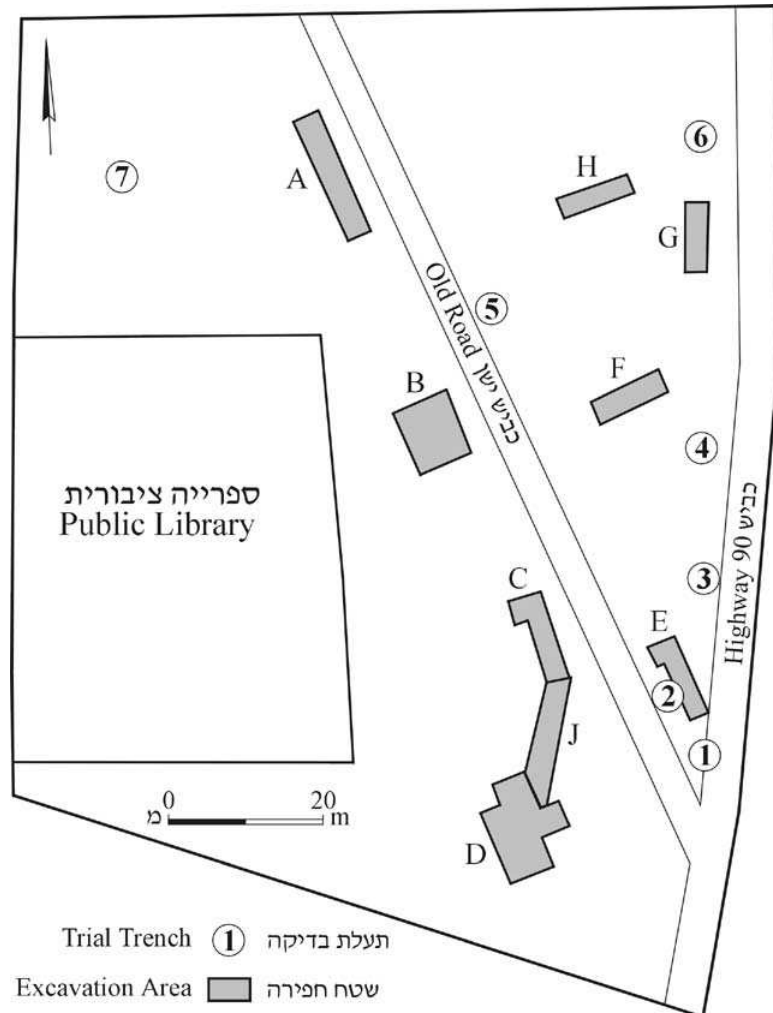 6
7
H
A
G
Old Road כביש ישן
5
F
B
4
ספרייה ציבורית
Public Library
Highway 90 כביש
C
3
E
2
J
1
0 20
מ m
D
Trial Trench 1 תעלת בדיקה
Excavation Area שטח חפירה